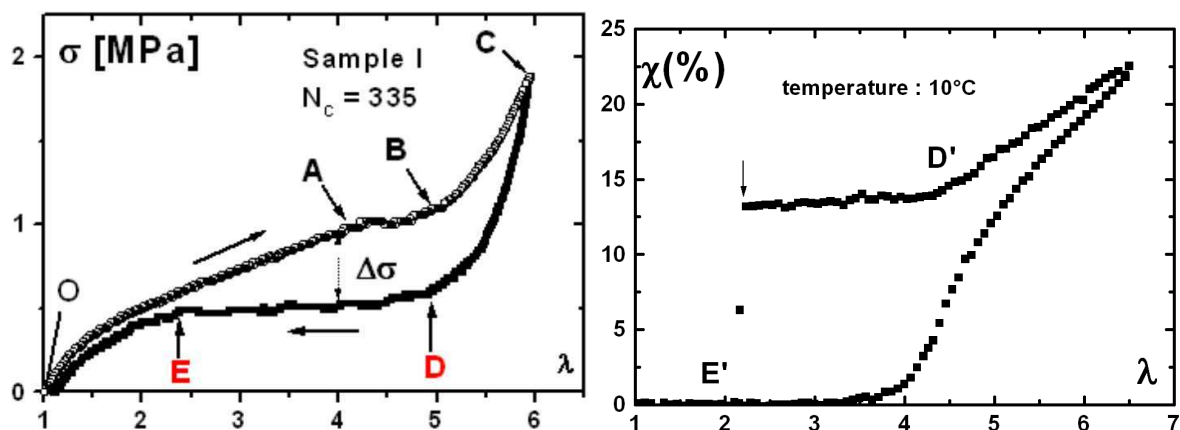 σ [MPa]
Sample I
N_c = 335
C
B
A
Δσ
O
E
D
λ
2
1
0
1 2 3 4 5 6
χ(%)
temperature : 10°C
D'
E'
λ
25
20
15
10
5
0
1 2 3 4 5 6 7